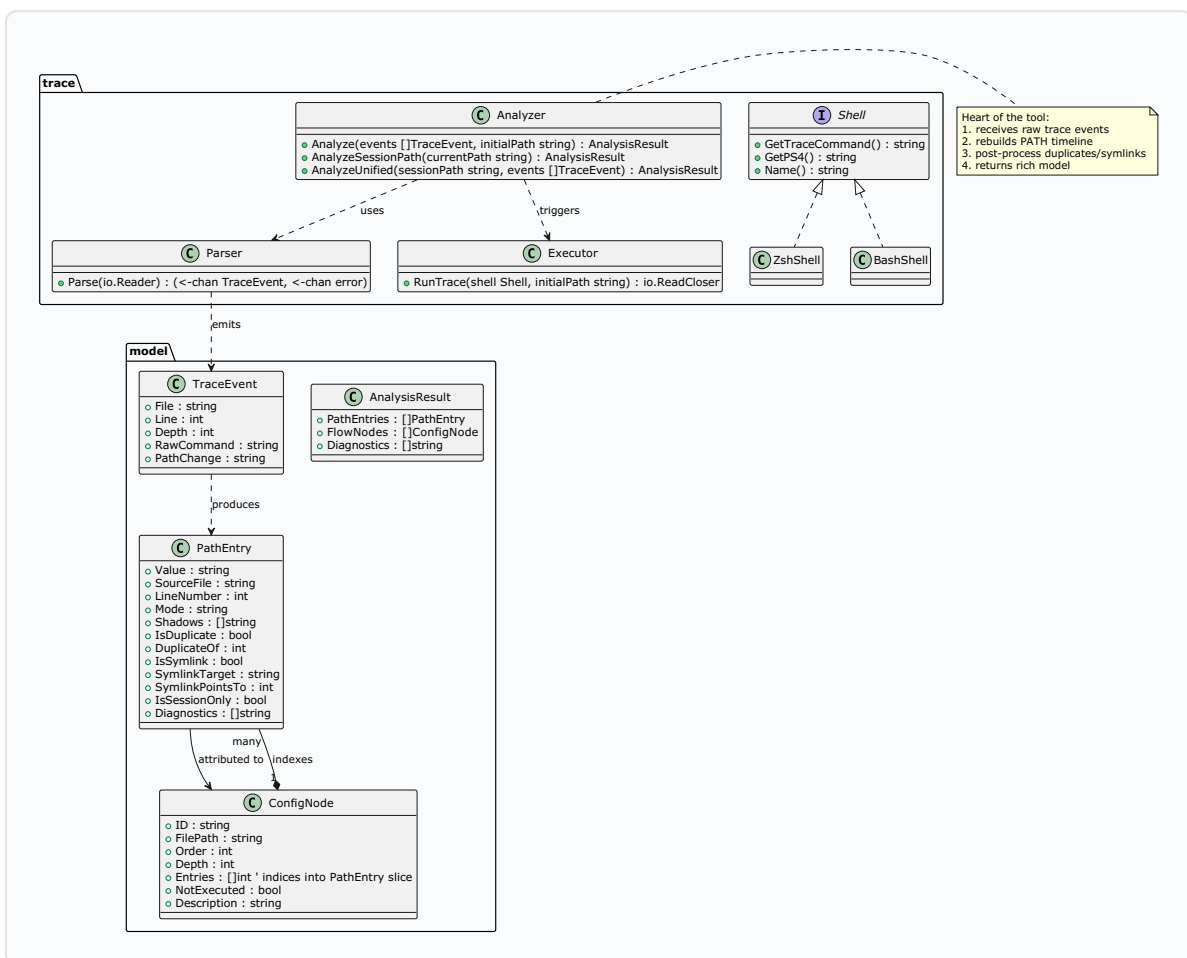 trace
C Analyzer
Analyze(events []TraceEvent, initialPath string) : AnalysisResult
AnalyzeSessionPath(currentPath string) : AnalysisResult
AnalyzeUnified(sessionPath string, events []TraceEvent) : AnalysisResult
I Shell
GetTraceCommand() : string
GetPS4() : string
Name() : string
Heart of the tool:
1. receives raw trace events
2. rebuilds PATH timeline
3. post-process duplicates/symlinks
4. returns rich model
uses
triggers
C Parser
Parse(io.Reader) : (<-chan TraceEvent, <-chan error)
C Executor
RunTrace(shell Shell, initialPath string) : io.ReadCloser
C ZshShell
C BashShell
emits
model
C TraceEvent
File : string
Line : int
Depth : int
RawCommand : string
PathChange : string
C AnalysisResult
PathEntries : []PathEntry
FlowNodes : []ConfigNode
Diagnostics : []string
produces
C PathEntry
Value : string
SourceFile : string
LineNumber : int
Mode : string
Shadows : []string
IsDuplicate : bool
DuplicateOf : int
IsSymlink : bool
SymlinkTarget : string
SymlinkPointsTo : int
IsSessionOnly : bool
Diagnostics : []string
many
attributed to
indexes
1
C ConfigNode
ID : string
FilePath : string
Order : int
Depth : int
Entries : []int ' indices into PathEntry slice
NotExecuted : bool
Description : string